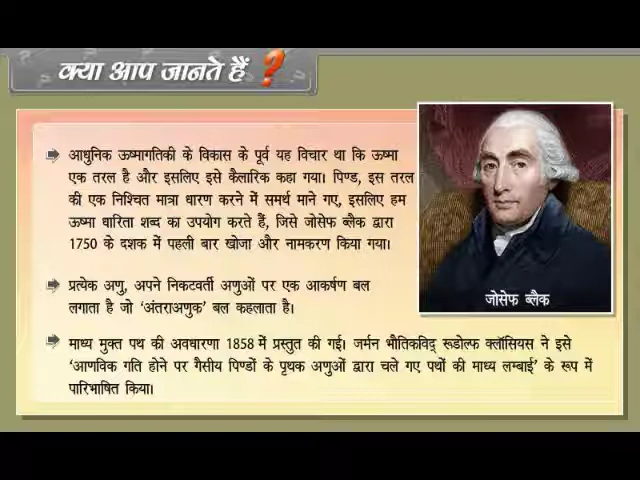 क्या आप जानते हैं ?
आधुनिक ऊष्मागतिकी के विकास के पूर्व यह विचार था कि ऊष्मा
एक तरल है और इसलिए इसे कैलारिक कहा गया। पिण्ड, इस तरल
की एक निश्चित मात्रा धारण करने में समर्थ माने गए, इसलिए हम
ऊष्मा धारिता शब्द का उपयोग करते हैं, जिसे जोसेफ ब्लैक द्वारा
1750 के दशक में पहली बार खोजा और नामकरण किया गया।
जोसेफ ब्लैक
प्रत्येक अणु, अपने निकटवर्ती अणुओं पर एक आकर्षण बल
लगाता है जो 'अंतराअणुक' बल कहलाता है।
माध्य मुक्त पथ की अवधारणा 1858 में प्रस्तुत की गई। जर्मन भौतिकविद् रूडोल्फ क्लॉसियस ने इसे
'आणविक गति होने पर गैसीय पिण्डों के पृथक अणुओं द्वारा चले गए पथों की माध्य लम्बाई' के रूप में
पारिभाषित किया।